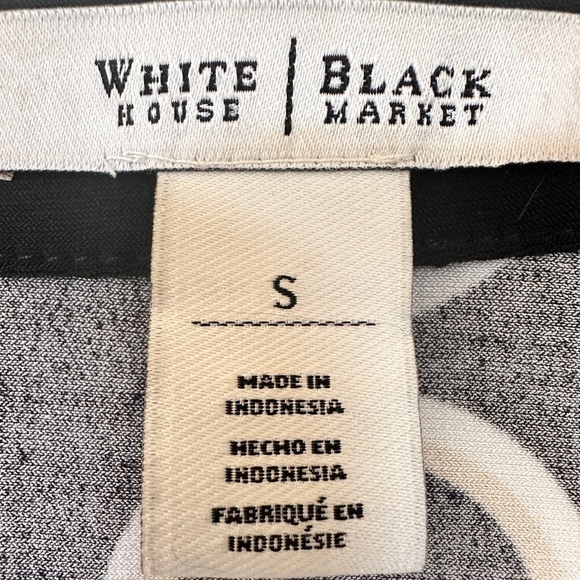 WHITE | BLACK
HOUSE MARKET
S
MADE IN
INDONESIA
HECHO EN
INDONESIA
FABRIQUÉ EN
INDONÉSIE